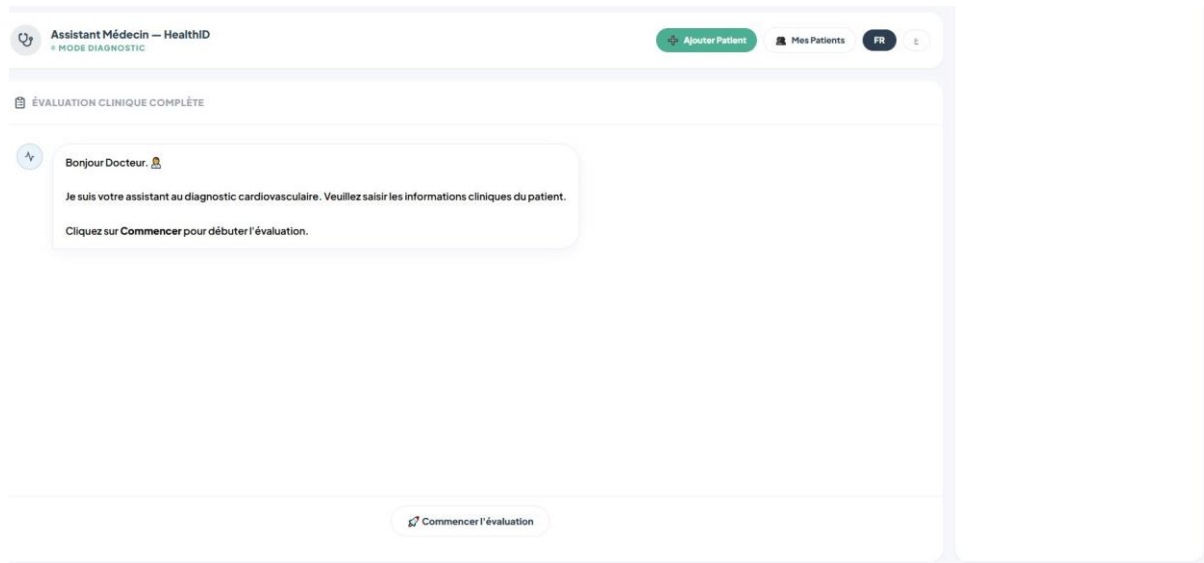 Assistant Médecin — HealthID
MODE DIAGNOSTIC
Ajouter Patient
Mes Patients
FR
ع
ÉVALUATION CLINIQUE COMPLÈTE
Bonjour Docteur.
Je suis votre assistant au diagnostic cardiovasculaire. Veuillez saisir les informations cliniques du patient.
Cliquez sur Commencer pour débuter l'évaluation.
Commencer l'évaluation